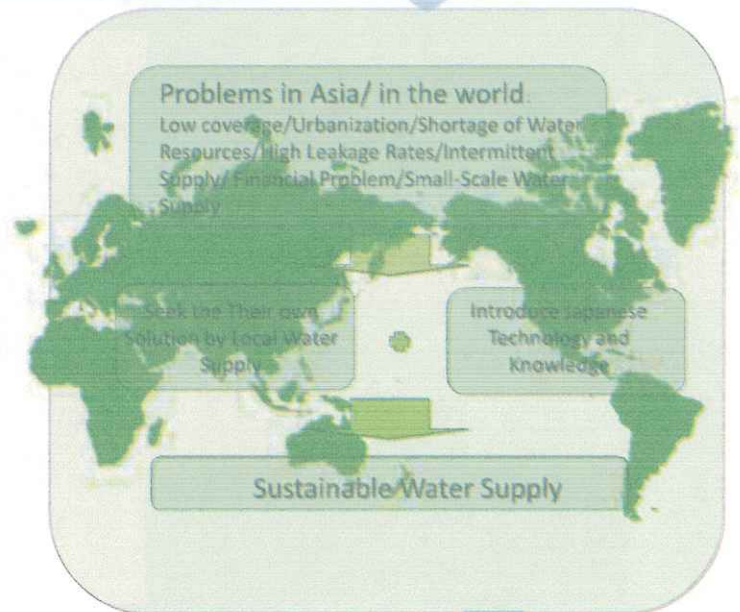 Problems in Asia/ in the world.
Low coverage/Urbanization/Shortage of Water
Resources/High Leakage Rates/Intermittent
Supply/ Financial Problem/Small-Scale Water
Supply
Seek the Their own
Solution by Local Water
Supply
Introduce Japanese
Technology and
Knowledge
Sustainable Water Supply